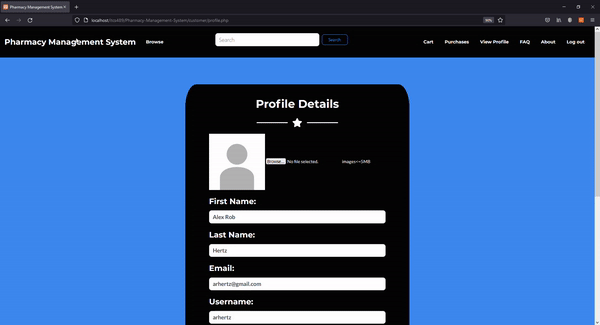 Pharmacy Management System
localhost/tiss498/Pharmacy-Management-System/customer/profile.php
80%
Pharmacy Management System
Browse
Search
Search
Cart
Purchases
View Profile
FAQ
About
Log out
Profile Details
Browse... No file selected.
images<=5MB
First Name:
Alex Rob
Last Name:
Hertz
Email:
arhertz@gmail.com
Username:
arhertz